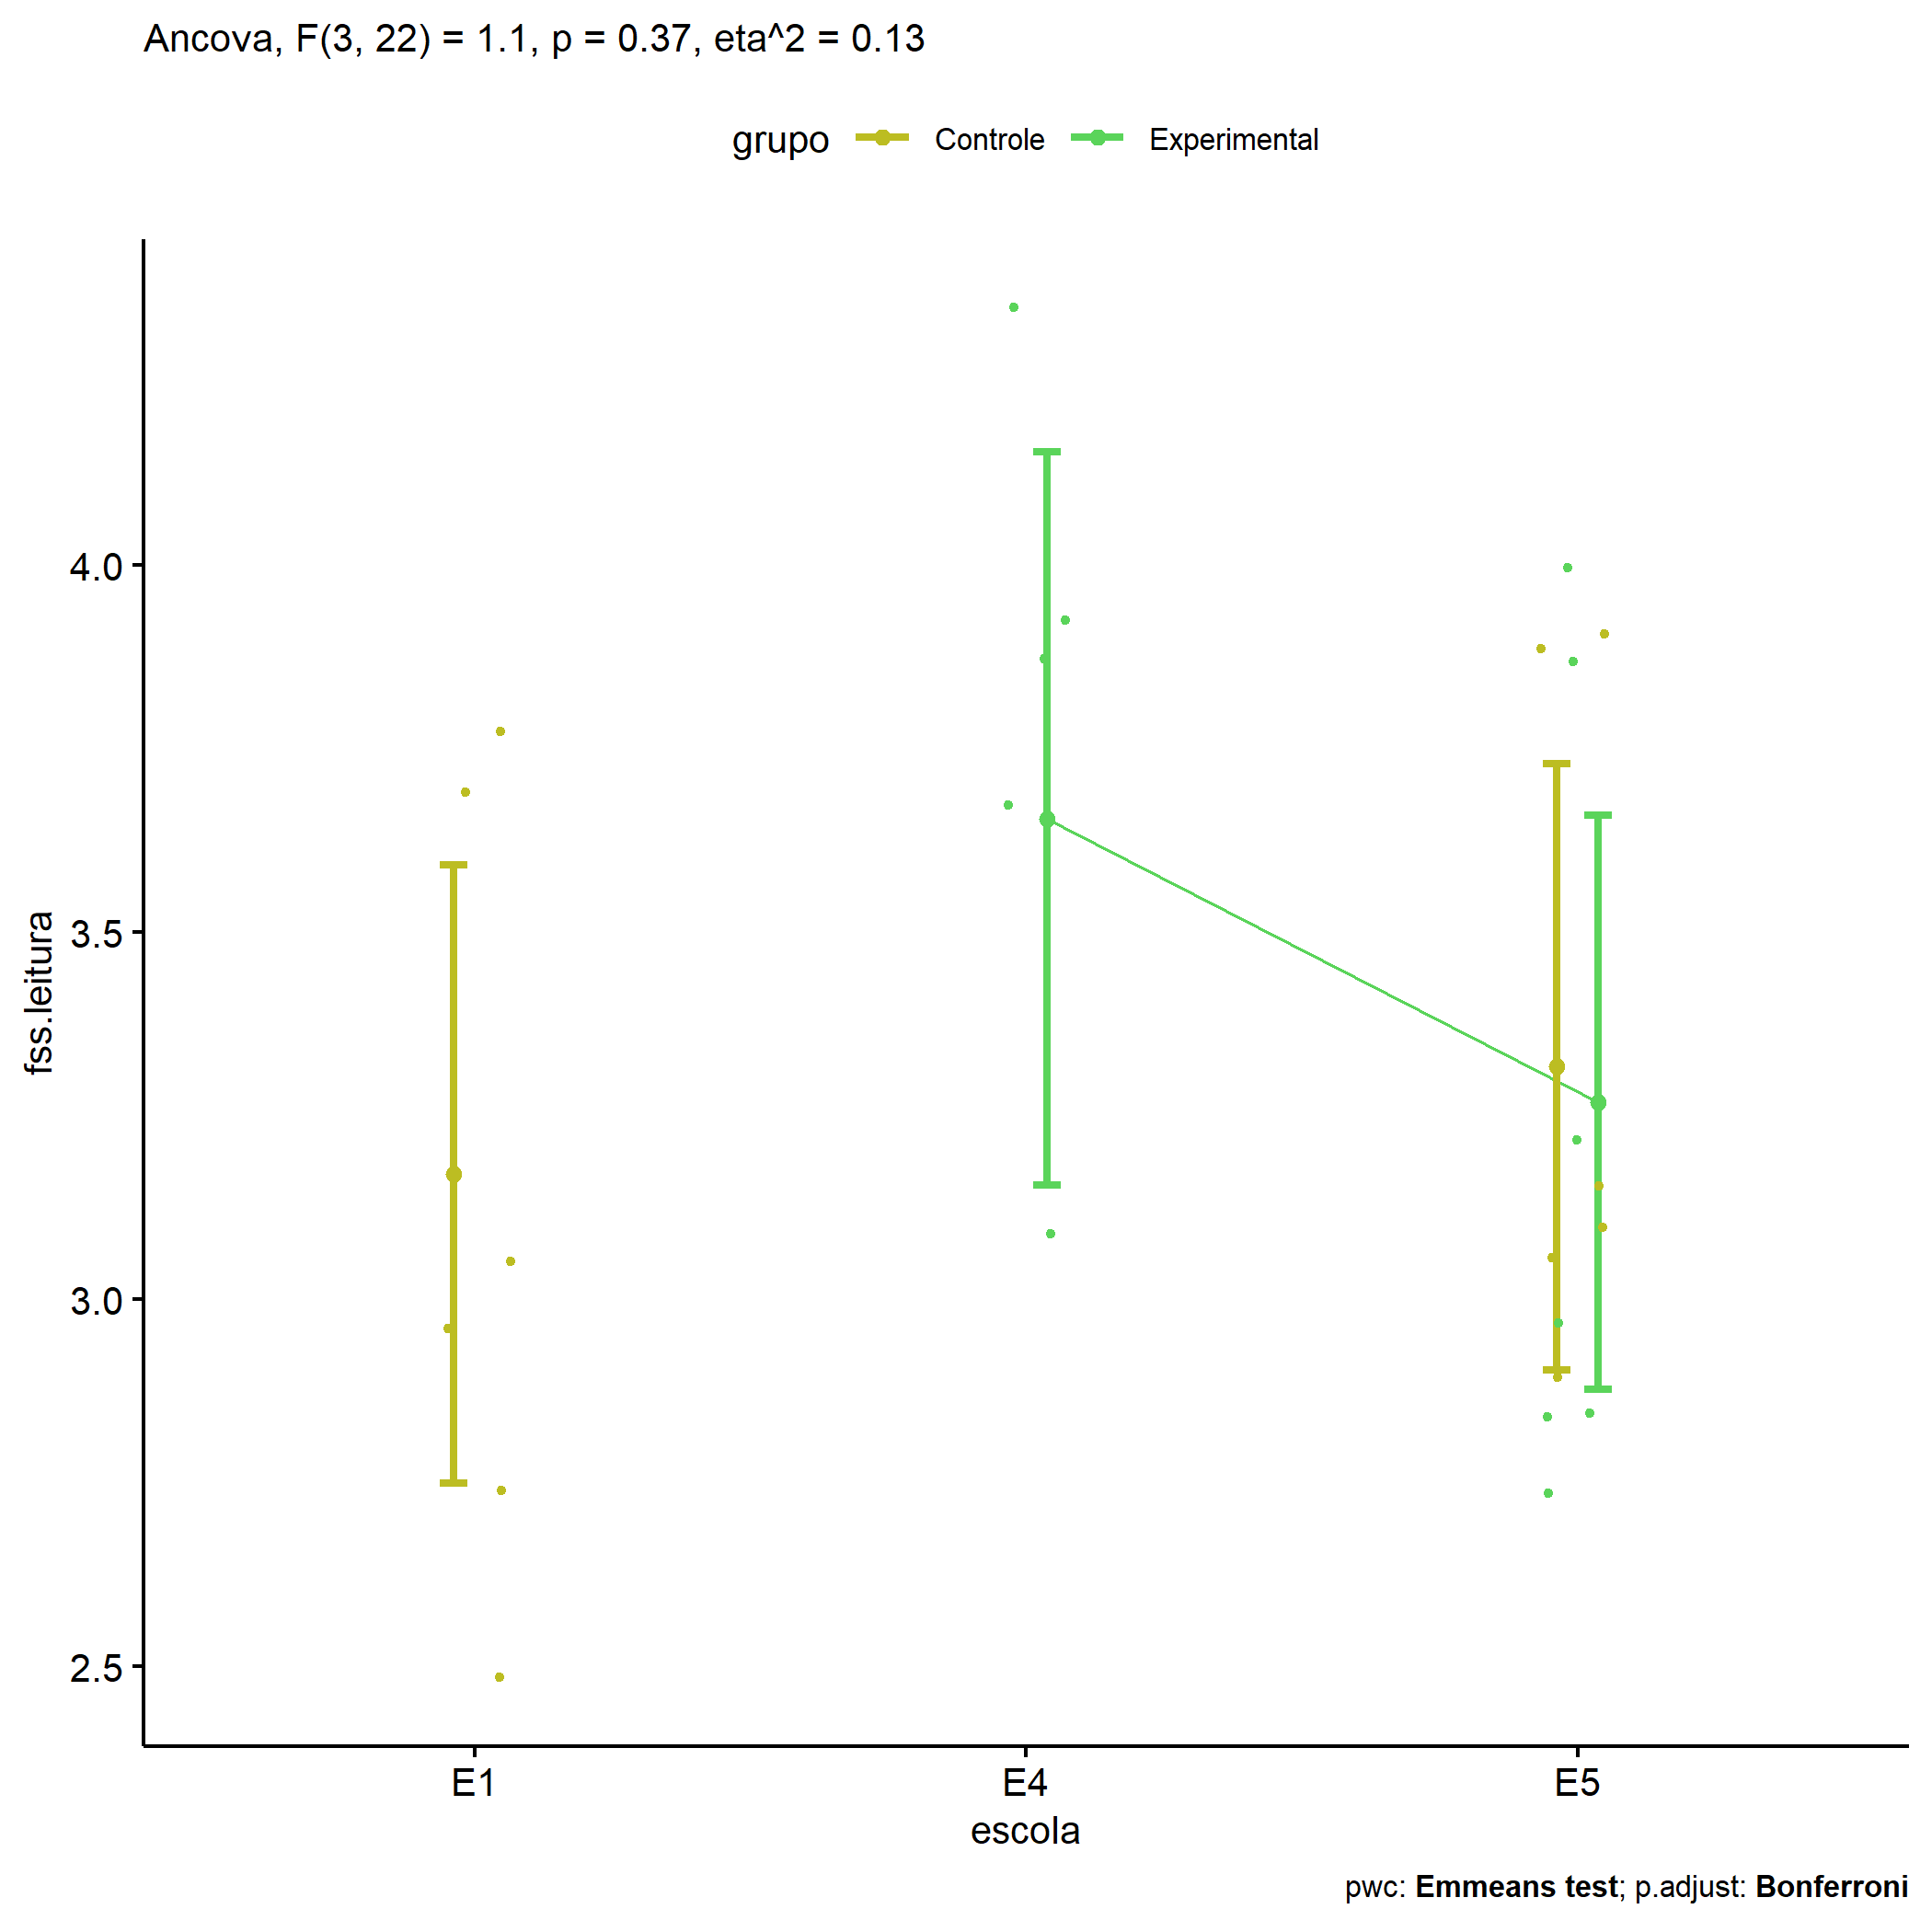 Ancova, F(3, 22) = 1.1, p = 0.37, eta^2 = 0.13
grupo Controle Experimental
fss.leitura
4.0
3.5
3.0
2.5
E1 E4 E5
escola
pwc: Emmeans test; p.adjust: Bonferroni